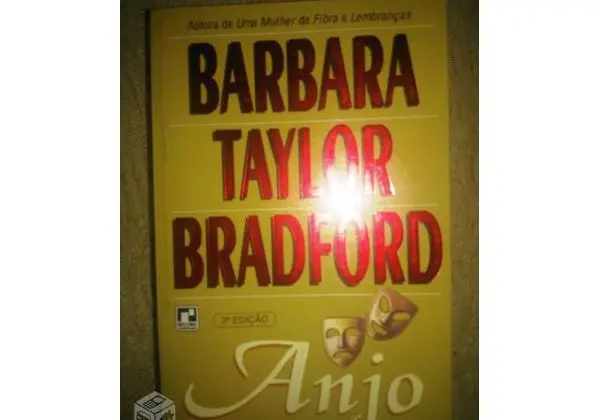 Autora de Uma Mulher de Fibra e Lembranças
BARBARA
TAYLOR
BRADFORD
3ª EDIÇÃO
Anjo